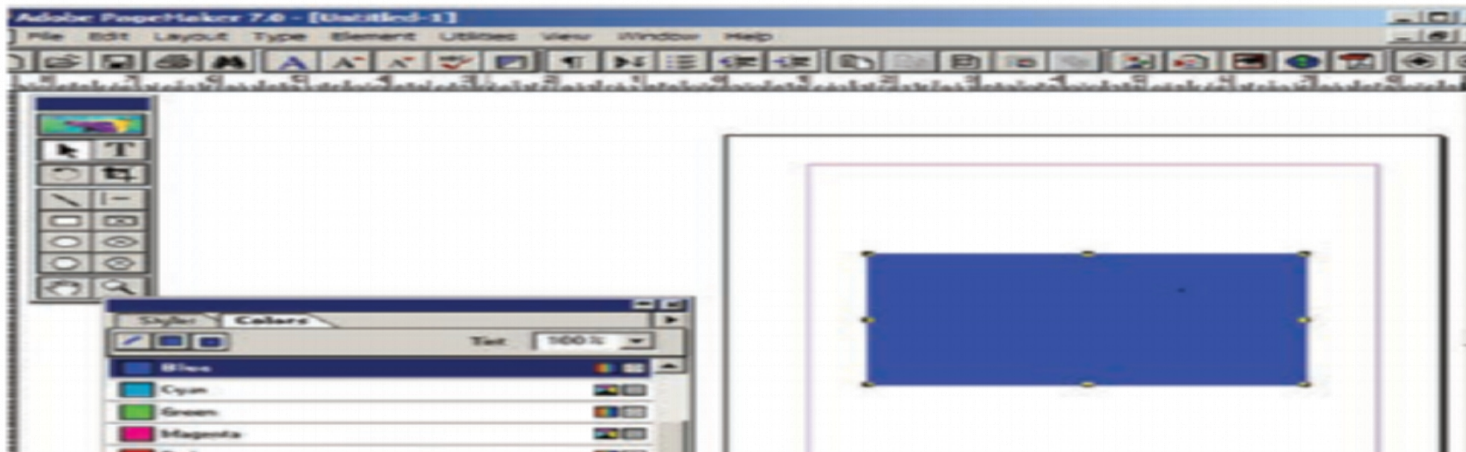 Adobe PageMaker 7.0 - [Untitled-1]
File Edit Layout Type Element Utilities View Window Help
T
Styles Colors
Tint 100%
Blue
Cyan
Green
Magenta